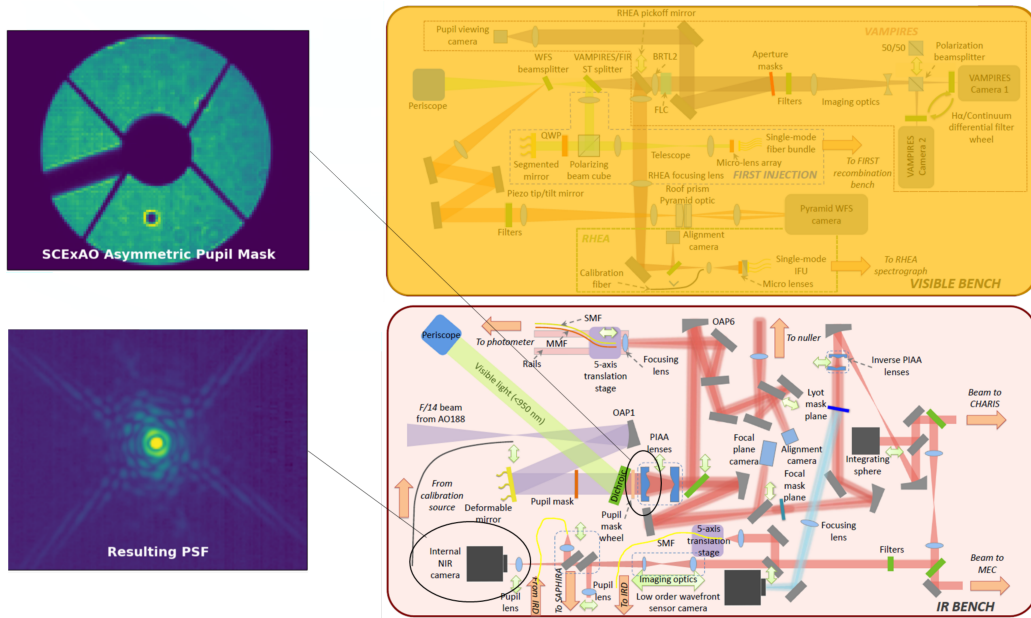 SCExAO Asymmetric Pupil Mask
Resulting PSF
RHEA pickoff mirror
Pupil viewing
camera
VAMPIRES
50/50
Polarization
beamsplitter
WFS
beamsplitter
VAMPIRES/FIR
ST splitter
BRTL2
Aperture
masks
Periscope
FLC
Filters
Imaging optics
VAMPIRES
Camera 1
VAMPIRES
Camera 2
Hα/Continuum
differential filter
wheel
QWP
Segmented
mirror
Polarizing
beam cube
Telescope
Single-mode
fiber bundle
Micro-lens array
FIRST INJECTION
To FIRST
recombination
bench
Piezo tip/tilt mirror
RHEA focusing lens
Roof prism
Pyramid optic
Pyramid WFS
camera
Filters
Alignment
camera
RHEA
Calibration
fiber
Single-mode
IFU
Micro lenses
To RHEA
spectrograph
VISIBLE BENCH
Periscope
To photometer
SMF
MMF
Rails
5-axis
translation
stage
Focusing
lens
OAP6
To nuller
Inverse PIAA
lenses
Visible light (<950 nm)
F/14 beam
from AO188
OAP1
Lyot
mask
plane
Beam to
CHARIS
PIAA
lenses
Focal
plane
camera
Alignment
camera
Integrating
sphere
Focal
mask
plane
From
calibration
source
Deformable
mirror
Pupil mask
Dichroic
Pupil
mask
wheel
Focusing
lens
5-axis
translation
stage
SMF
Internal
NIR
camera
Filters
Beam to
MEC
Pupil
lens
From IRD
To SAPHIRA
Pupil
lens
To IRD
Imaging optics
Low order wavefront
sensor camera
IR BENCH